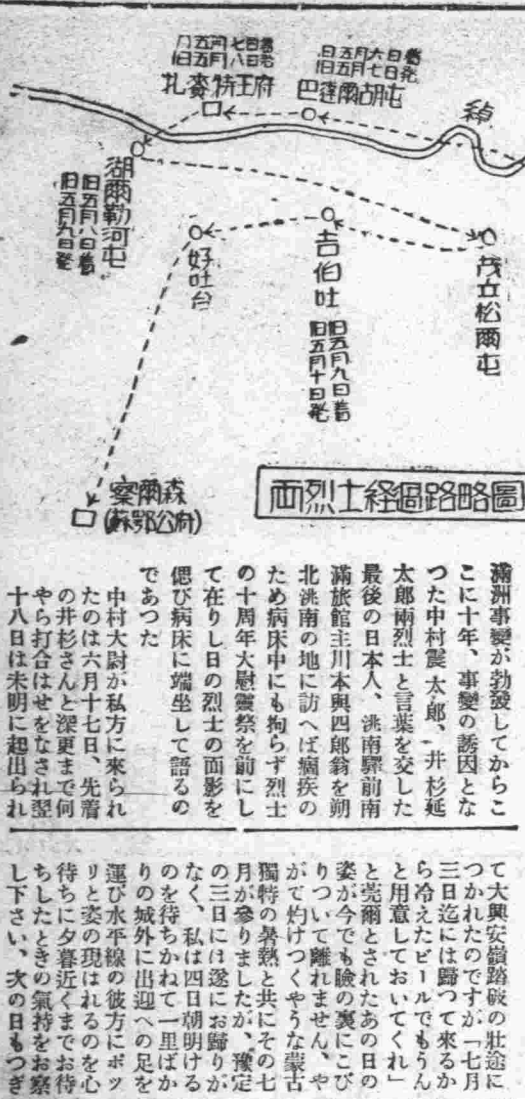 綽
旧五月六日着
旧五月七日発
巴達爾胡屯
旧五月七日着
旧五月八日発
扎賚特王府
茂立松爾屯
吉伯吐
旧五月九日着
旧五月十日発
好吐台
湖爾勒河屯
旧五月八日着
旧五月九日発
察爾森
(蘇鄂公府)
両烈士経過路略圖
滿洲事變が勃發してからこ
こに十年、事變の誘因とな
つた中村震太郎、井杉延
太郎兩烈士と言葉を交した
最後の日本人、洮南驛前南
滿旅館主川本與四郎翁を朔
北洮南の地に訪へば痼疾の
ため病床中にも拘らず烈士
の十周年大慰靈祭を前にし
て在りし日の烈士の面影を
偲び病床に端坐して語るの
であつた
中村大尉が私方に來られ
たのは六月十七日、先着
の井杉さんと深更まで何
やら打合はせをなされ翌
十八日は未明に起出られ
て大興安嶺踏破の壯途に
つかれたのですが「七月
三日迄には歸つて來るか
ら冷えたビールでもうん
と用意しておいてくれ」
と莞爾とされたあの日の
姿が今でも瞼の裏にこび
りついて離れません、や
がて灼けつくやうな蒙古
獨特の暑熱と共にその七
月が參りましたが、豫定
の三日には遂にお歸りが
なく、私は四日朝明ける
のを待ちかねて一里ばか
りの城外に出迎への足を
運び水平線の彼方にポッ
リと姿の現はれるのを心
待ちに夕暮近くまでお待
ちしたときの氣持をお察
し下さい、次の日もつぎ